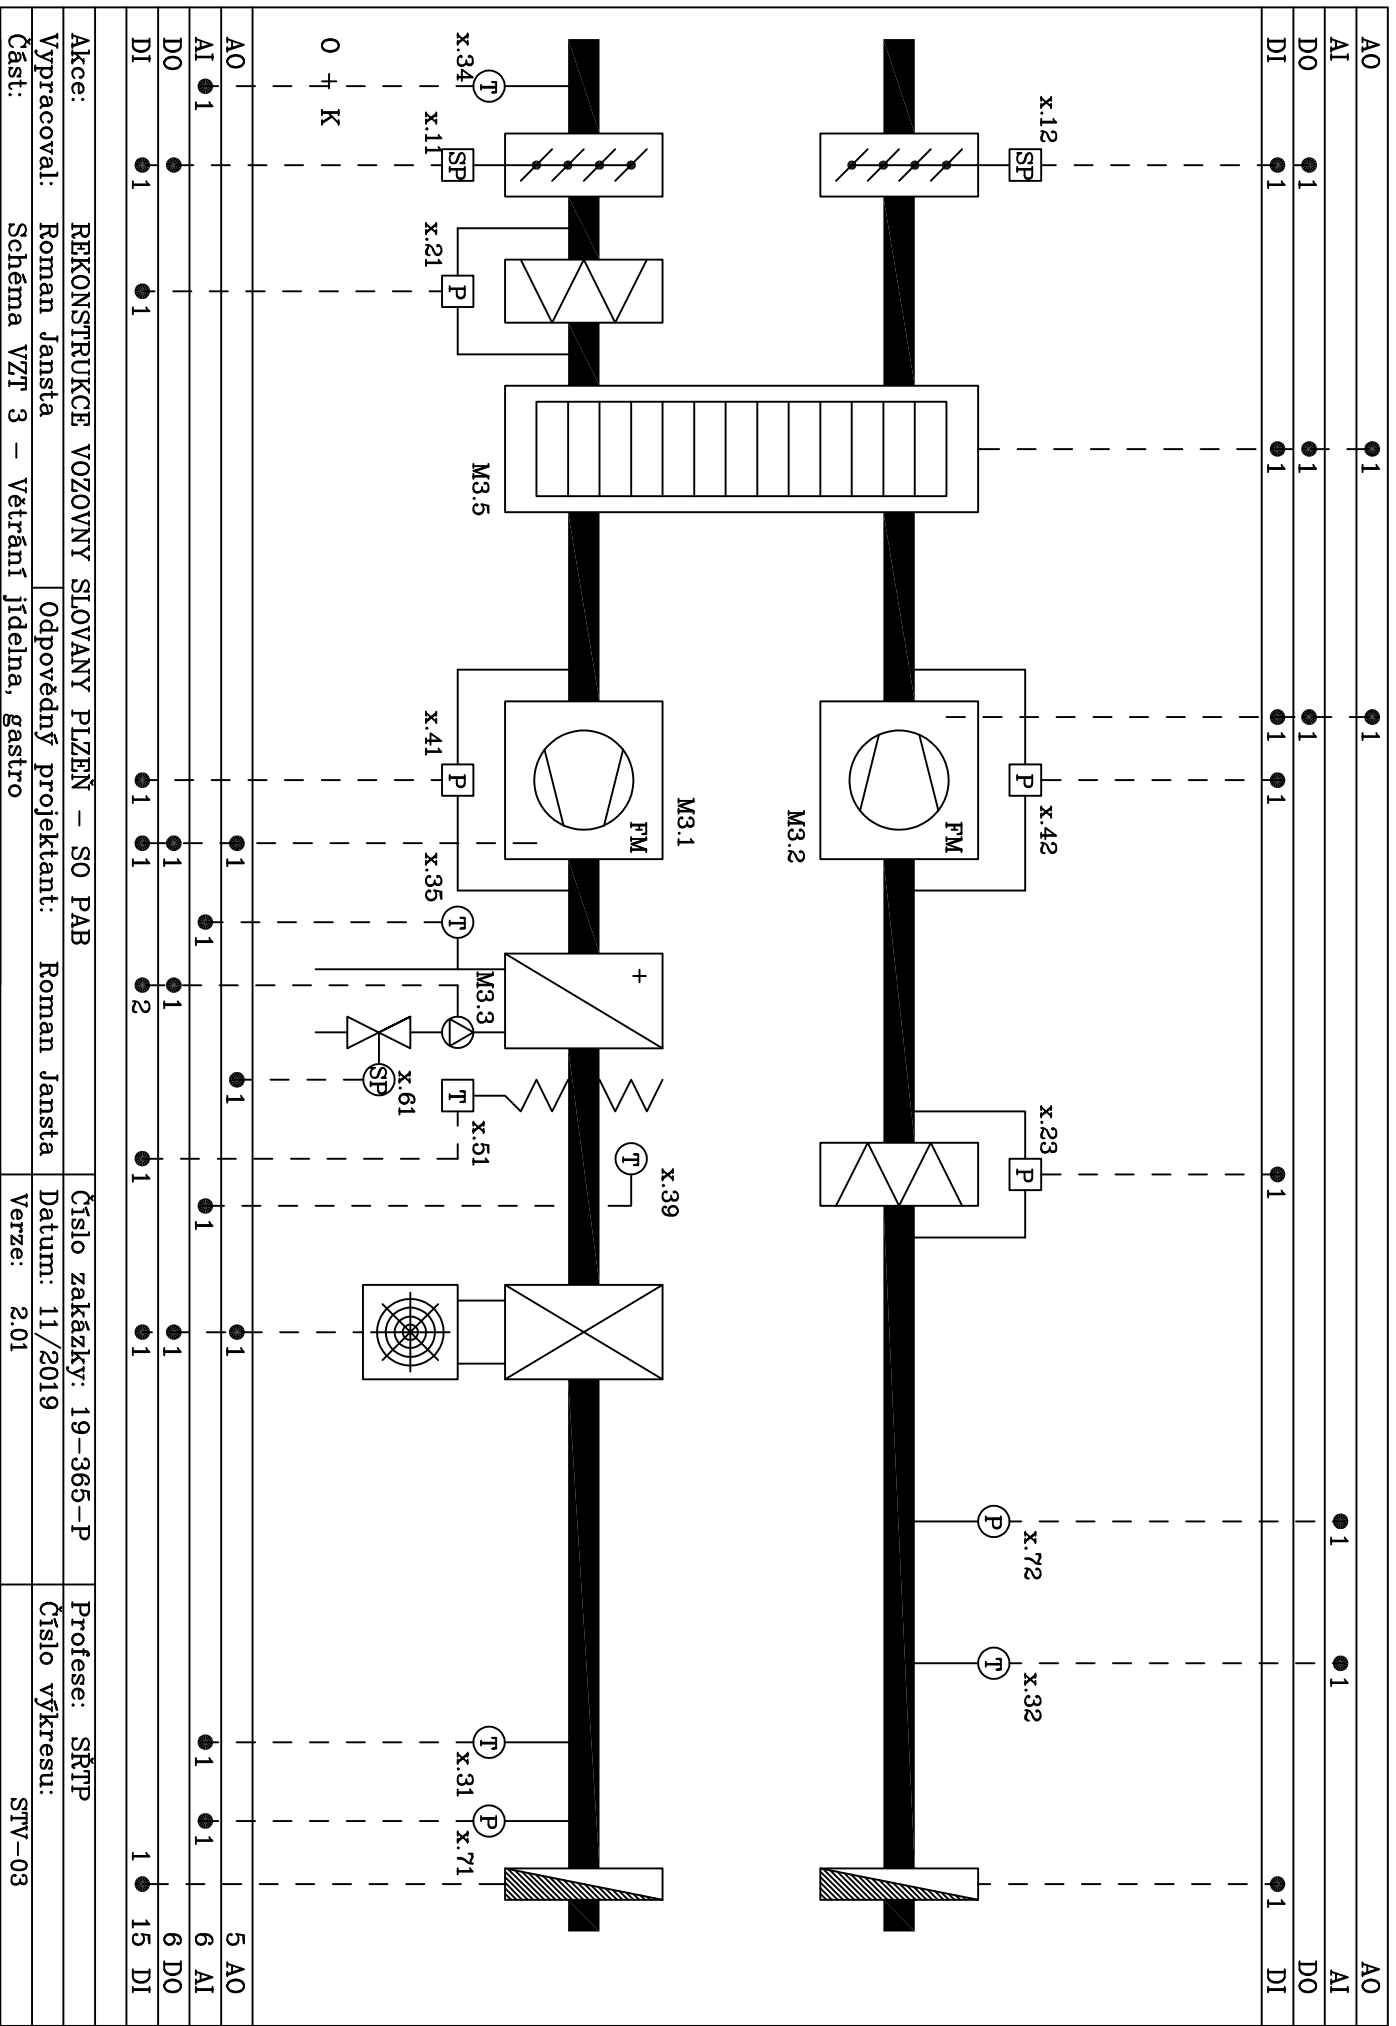 AO
AI
DO
DI
1
1
1
1
1
1
1
1
1
1
1
1
1
AO
AI
DO
DI
x.12
SP
x.42
P
x.23
P
x.72
P
x.32
T
FM
M3.2
M3.1
FM
+
x.39
T
M3.5
x.34
T
x.11
SP
x.21
P
x.41
P
x.35
T
M3.3
x.61
SP
x.51
T
x.31
T
x.71
P
O + K
AO
1
1
1
5 AO
AI
1
1
1
1
1
6 AI
DO
1
1
1
6 DO
DI
1
1
1
1
2
1
1
1
15 DI
Akce: REKONSTRUKCE VOZOVNY SLOVANY PLZEŇ – SO PAB
Číslo zakázky: 19–365–P
Profese: SŘTP
Vypracoval: Roman Jansta
Odpovědný projektant: Roman Jansta
Datum: 11/2019
Číslo výkresu:
Část: Schéma VZT 3 – Větrání jídelna, gastro
Verze: 2.01
STV–03